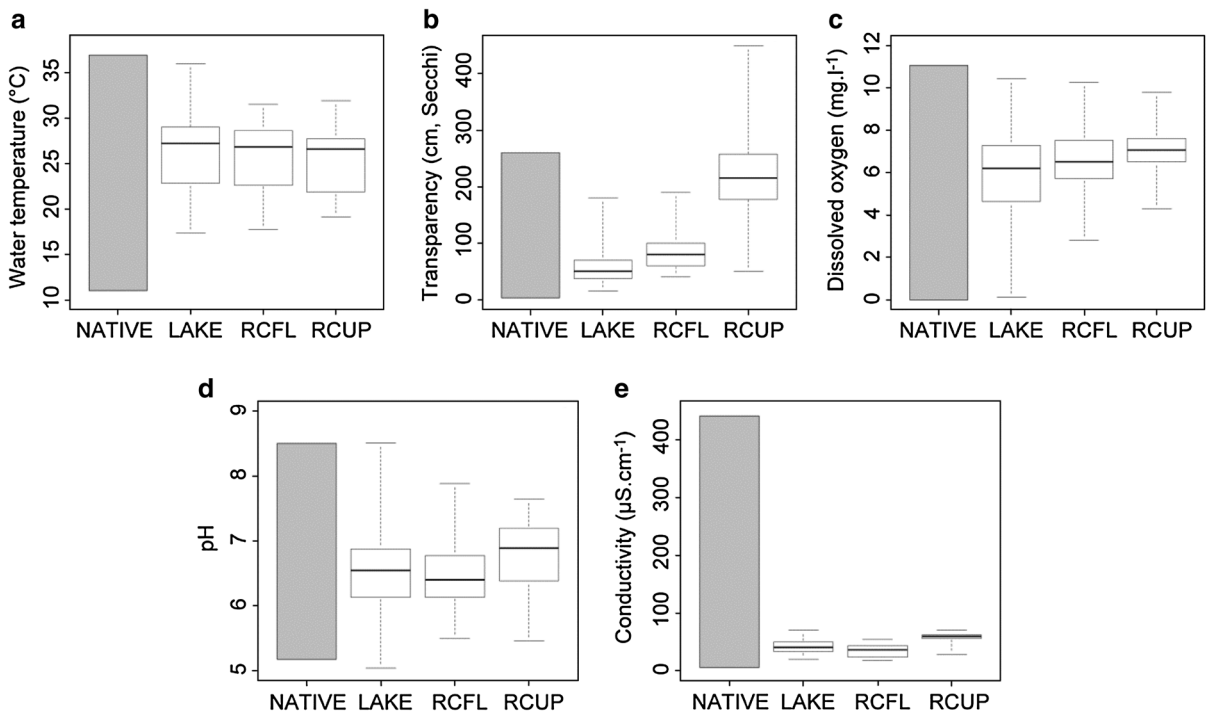 a
Water temperature (°C)
35
30
25
20
15
10
NATIVE LAKE RCFL RCUP
b
Transparency (cm, Secchi)
400
300
200
100
0
NATIVE LAKE RCFL RCUP
c
Dissolved oxygen (mg.l-1)
12
10
8
6
4
2
0
NATIVE LAKE RCFL RCUP
d
pH
9
8
7
6
5
NATIVE LAKE RCFL RCUP
e
Conductivity (µS.cm-1)
400
300
200
100
0
NATIVE LAKE RCFL RCUP